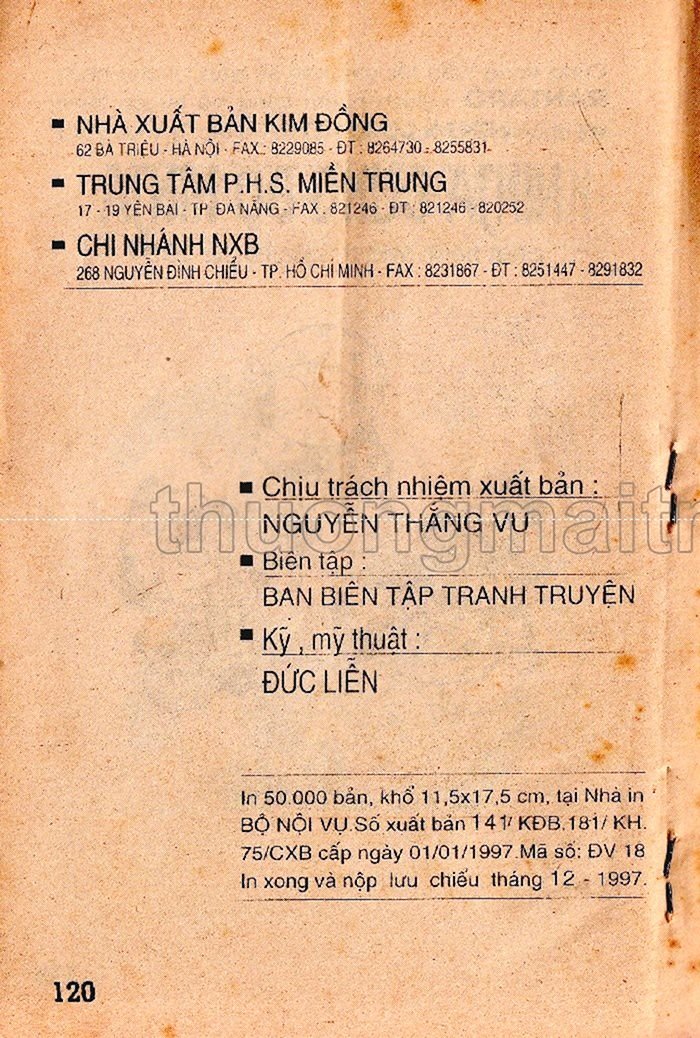 ▪ NHÀ XUẤT BẢN KIM ĐỒNG
62 BÀ TRIỆU - HÀ NỘI - FAX.: 8229085 - ĐT : 8264730 - 8255831
▪ TRUNG TÂM P.H.S. MIỀN TRUNG
17 - 19 YÊN BÁI - TP. ĐÀ NẴNG - FAX . 821246 - ĐT : 821246 - 820252
▪ CHI NHÁNH NXB
268 NGUYỄN ĐÌNH CHIỂU - TP. HỒ CHÍ MINH - FAX : 8231867 - ĐT : 8251447 - 8291832
▪ Chịu trách nhiệm xuất bản :
thuongmaitr
NGUYỄN THẮNG VU
▪ Biên tập :
BAN BIÊN TẬP TRANH TRUYỆN
▪ Kỹ , mỹ thuật :
ĐỨC LIỄN
In 50.000 bản, khổ 11,5x17,5 cm, tại Nhà in
BỘ NỘI VỤ.Số xuất bản 141/ KĐB.181/ KH.
75/CXB cấp ngày 01/01/1997.Mã số: ĐV 18
In xong và nộp lưu chiểu tháng 12 - 1997.
120